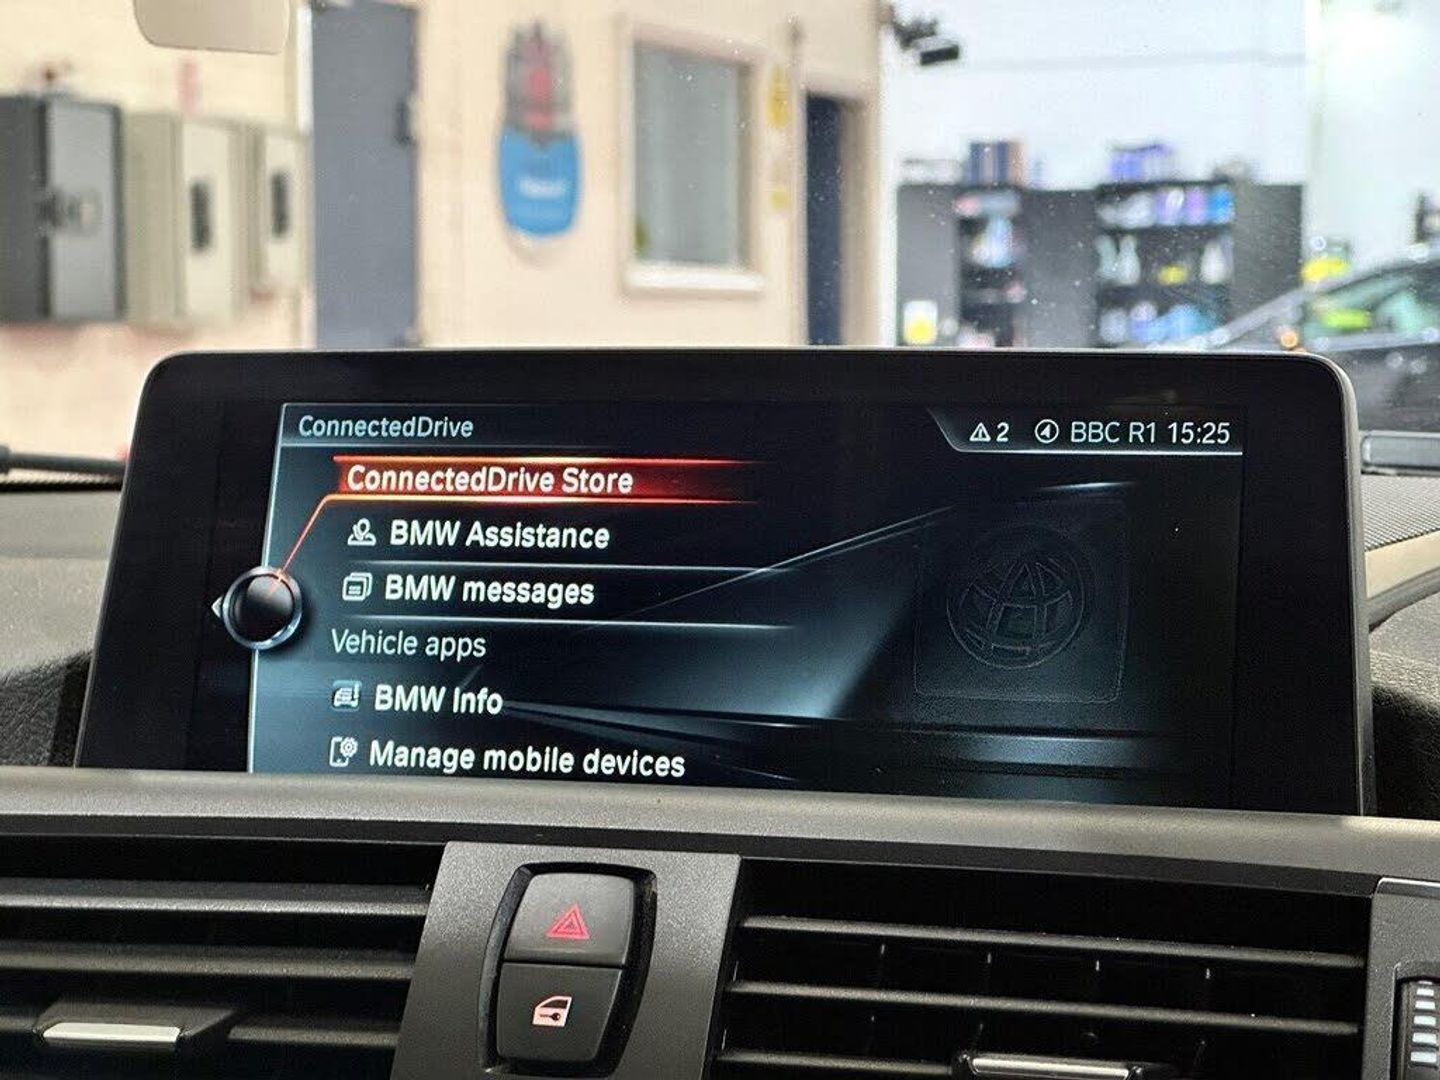 ConnectedDrive
2 BBC R1 15:25
ConnectedDrive Store
BMW Assistance
BMW messages
Vehicle apps
BMW Info
Manage mobile devices